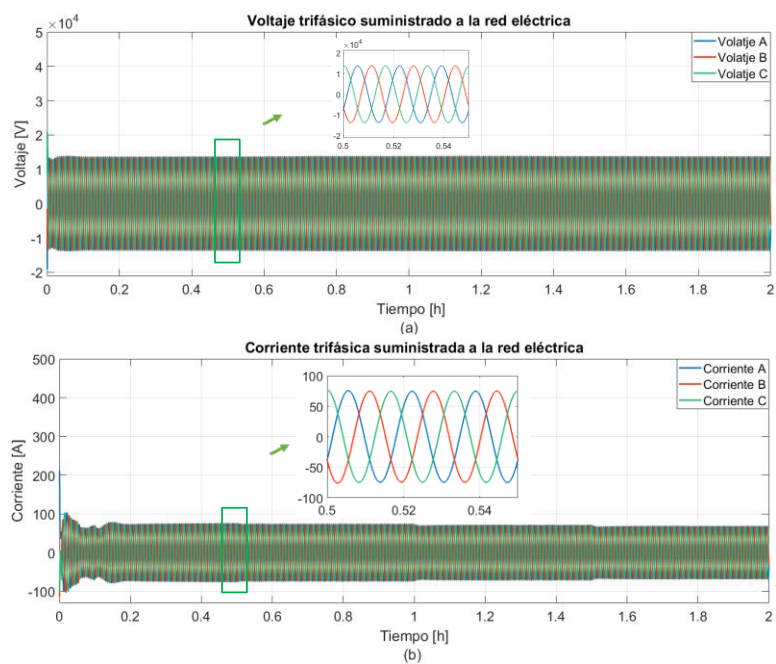 Voltaje trifásico suministrado a la red eléctrica
×10⁴
5
4
3
2
1
0
-1
-2
Voltaje [V]
×10⁴
2
1
0
-1
-2
0.5
0.52
0.54
Volatje A
Volatje B
Volatje C
0 0.2 0.4 0.6 0.8 1 1.2 1.4 1.6 1.8 2
Tiempo [h]
(a)
Corriente trifásica suministrada a la red eléctrica
500
400
300
200
100
0
-100
Corriente [A]
100
50
0
-50
-100
0.5
0.52
0.54
Corriente A
Corriente B
Corriente C
0 0.2 0.4 0.6 0.8 1 1.2 1.4 1.6 1.8 2
Tiempo [h]
(b)